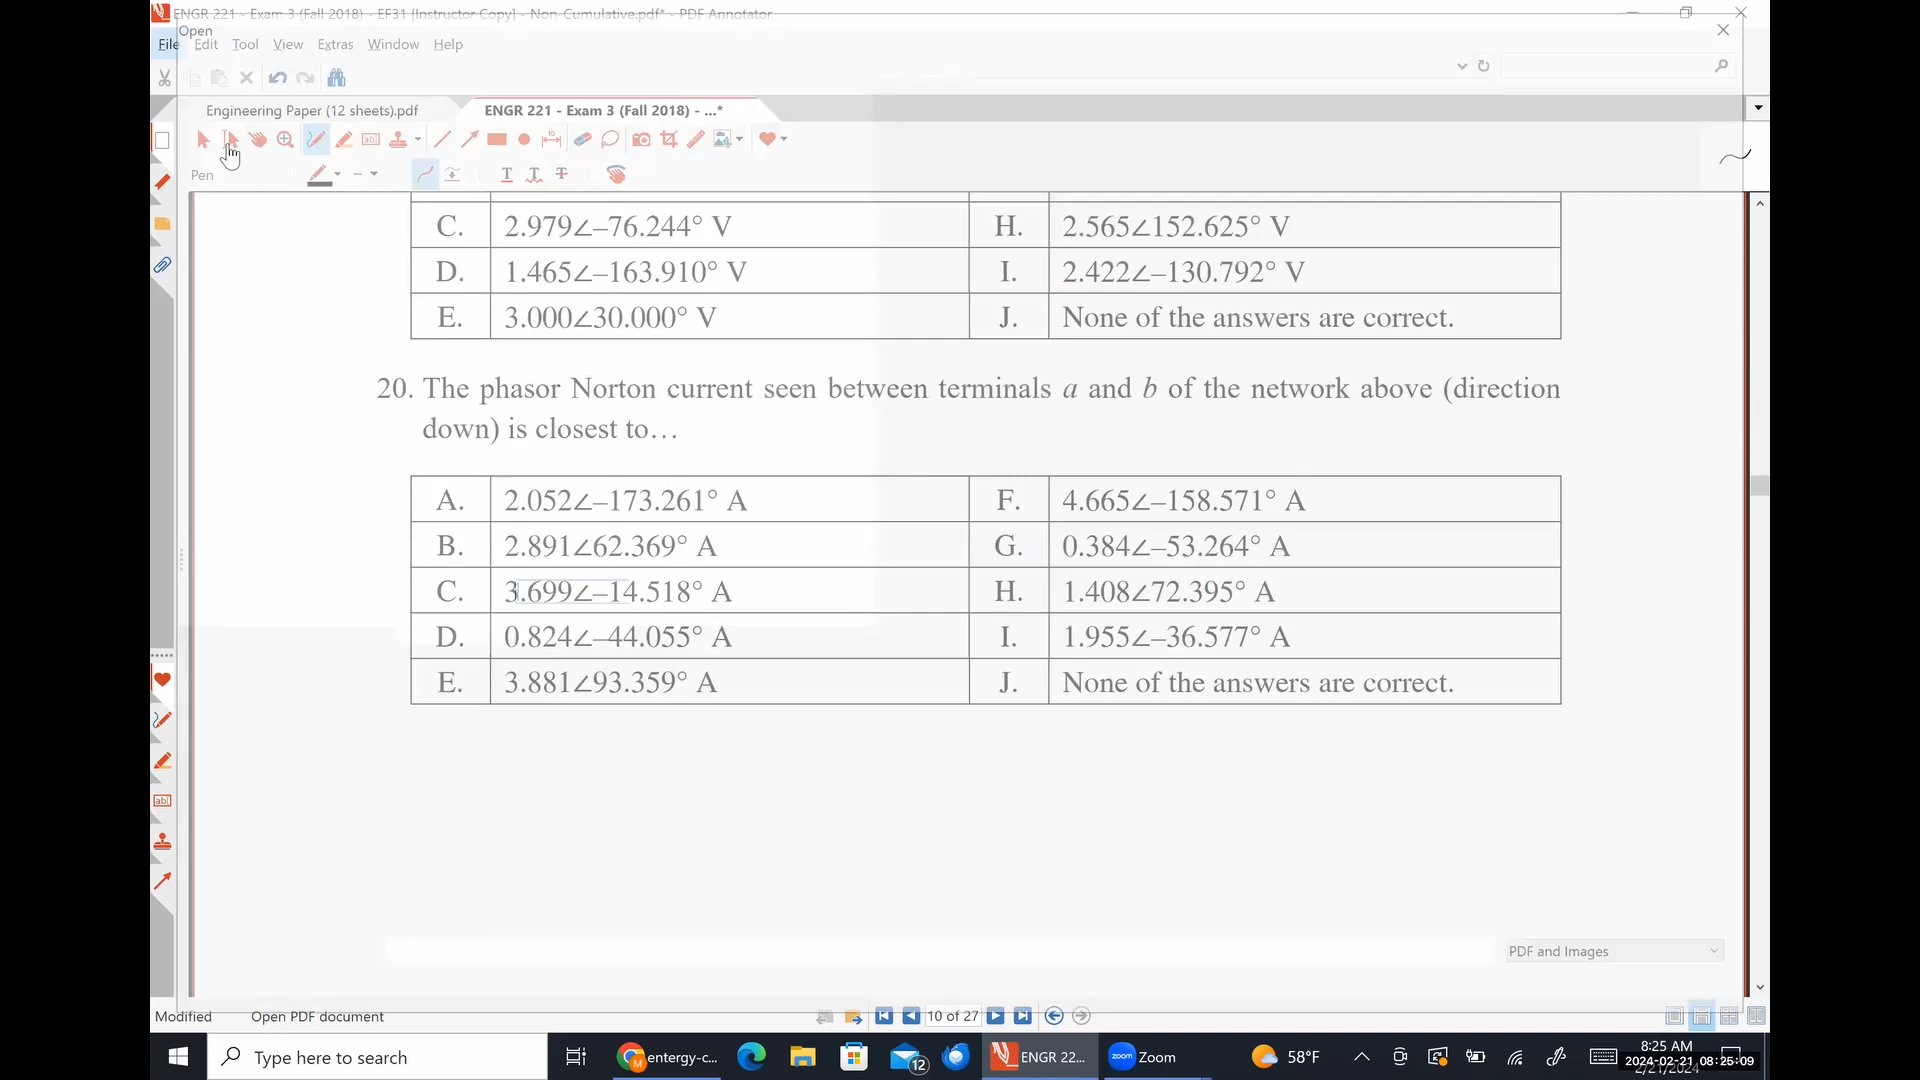 ENGR 221 - Exam 3 (Fall 2018) - EF31 [Instructor Copy] - Non-Cumulative.pdf* - PDF Annotator
Open
File Edit Tool View Extras Window Help
Engineering Paper (12 sheets).pdf
ENGR 221 - Exam 3 (Fall 2018) - ...*
Pen
C. 2.979∠–76.244° V H. 2.565∠152.625° V
D. 1.465∠–163.910° V I. 2.422∠–130.792° V
E. 3.000∠30.000° V J. None of the answers are correct.
20. The phasor Norton current seen between terminals a and b of the network above (direction
down) is closest to…
A. 2.052∠–173.261° A F. 4.665∠–158.571° A
B. 2.891∠62.369° A G. 0.384∠–53.264° A
C. 3.699∠–14.518° A H. 1.408∠72.395° A
D. 0.824∠–44.055° A I. 1.955∠–36.577° A
E. 3.881∠93.359° A J. None of the answers are correct.
PDF and Images
Modified Open PDF document 10 of 27
Type here to search
entergy-c...
12
ENGR 22...
zoom Zoom
58°F
8:25 AM
2024-02-21 08:25:09
2/21/2024